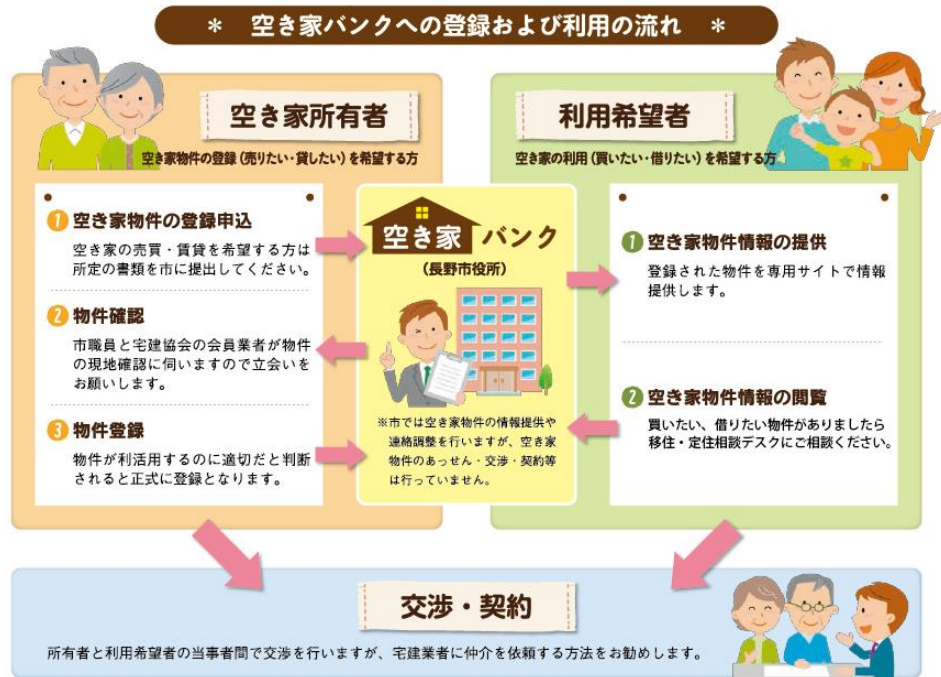 ＊ 空き家バンクへの登録および利用の流れ ＊
空き家所有者
空き家物件の登録（売りたい・貸したい）を希望する方
1 空き家物件の登録申込
空き家の売買・賃貸を希望する方は
所定の書類を市に提出してください。
2 物件確認
市職員と宅建協会の会員業者が物件
の現地確認に伺いますので立会いを
お願いします。
3 物件登録
物件が利活用するのに適切だと判断
されると正式に登録となります。
空き家バンク
（長野市役所）
※市では空き家物件の情報提供や
連絡調整を行いますが、空き家
物件のあっせん・交渉・契約等
は行っていません。
利用希望者
空き家の利用（買いたい・借りたい）を希望する方
1 空き家物件情報の提供
登録された物件を専用サイトで情報
提供します。
2 空き家物件情報の閲覧
買いたい、借りたい物件がありましたら
移住・定住相談デスクにご相談ください。
交渉・契約
所有者と利用希望者の当事者間で交渉を行いますが、宅建業者に仲介を依頼する方法をお勧めします。